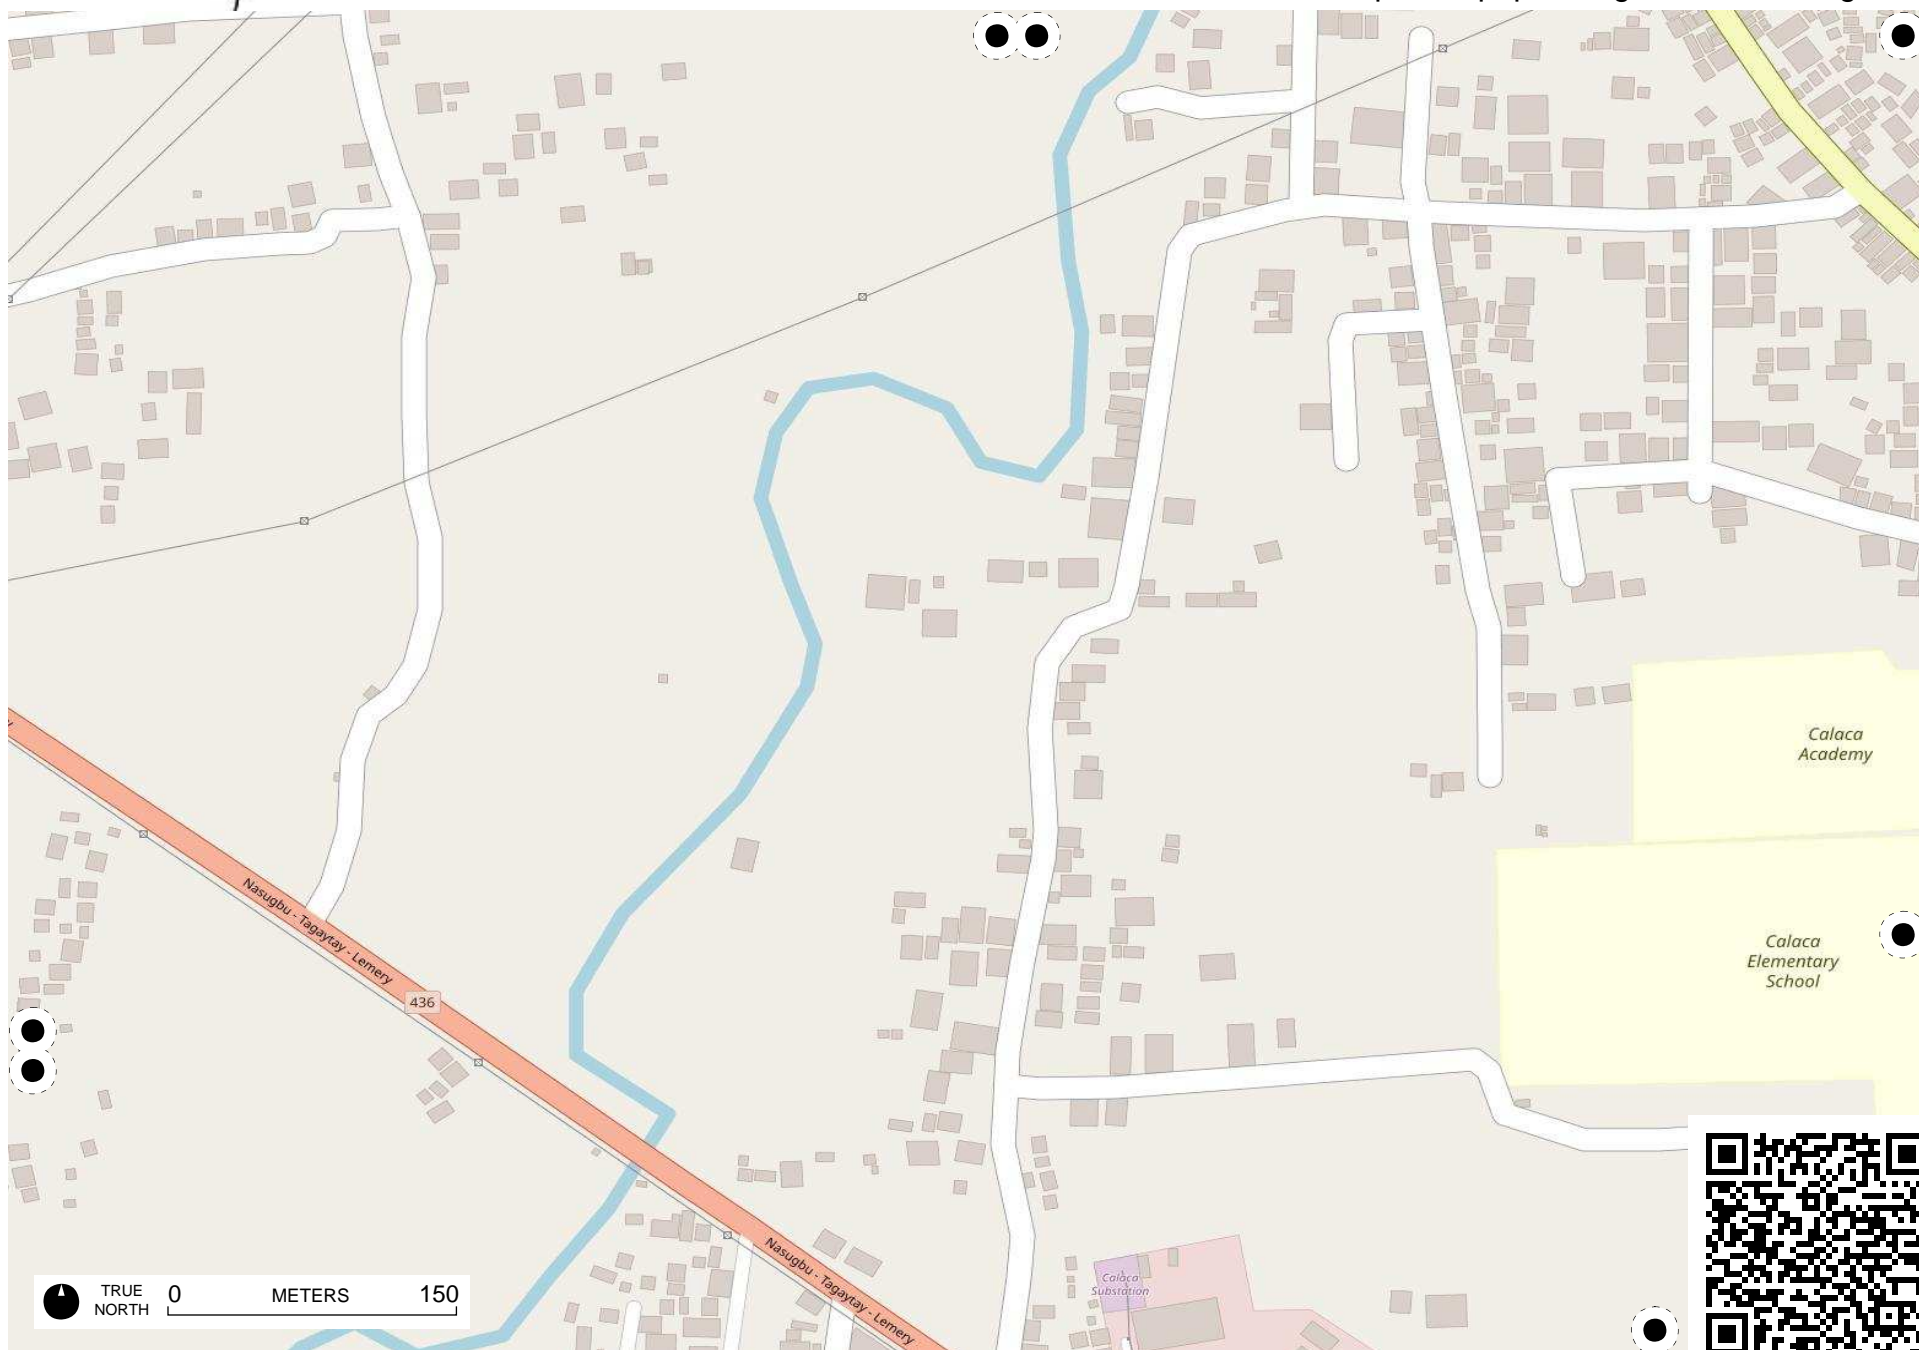 Calaca
Academy
Calaca
Elementary
School
Nasugbu - Tagaytay - Lemery
436
Nasugbu - Tagaytay - Lemery
Calaca
Substation
TRUE
NORTH
0 METERS 150